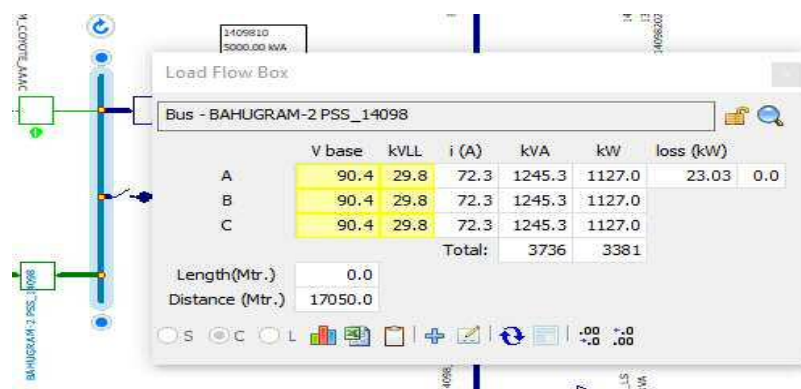 M_COYOTE_AAAC
1409810
5000.00 kVA
Load Flow Box
Bus - BAHUGRAM-2 PSS_14098
V base kVLL i (A) kVA kW loss (kW)
A 90.4 29.8 72.3 1245.3 1127.0 23.03 0.0
B 90.4 29.8 72.3 1245.3 1127.0
C 90.4 29.8 72.3 1245.3 1127.0
Total: 3736 3381
Length(Mtr.) 0.0
Distance (Mtr.) 17050.0
S C L
BAHUGRAM-2 PSS_14098